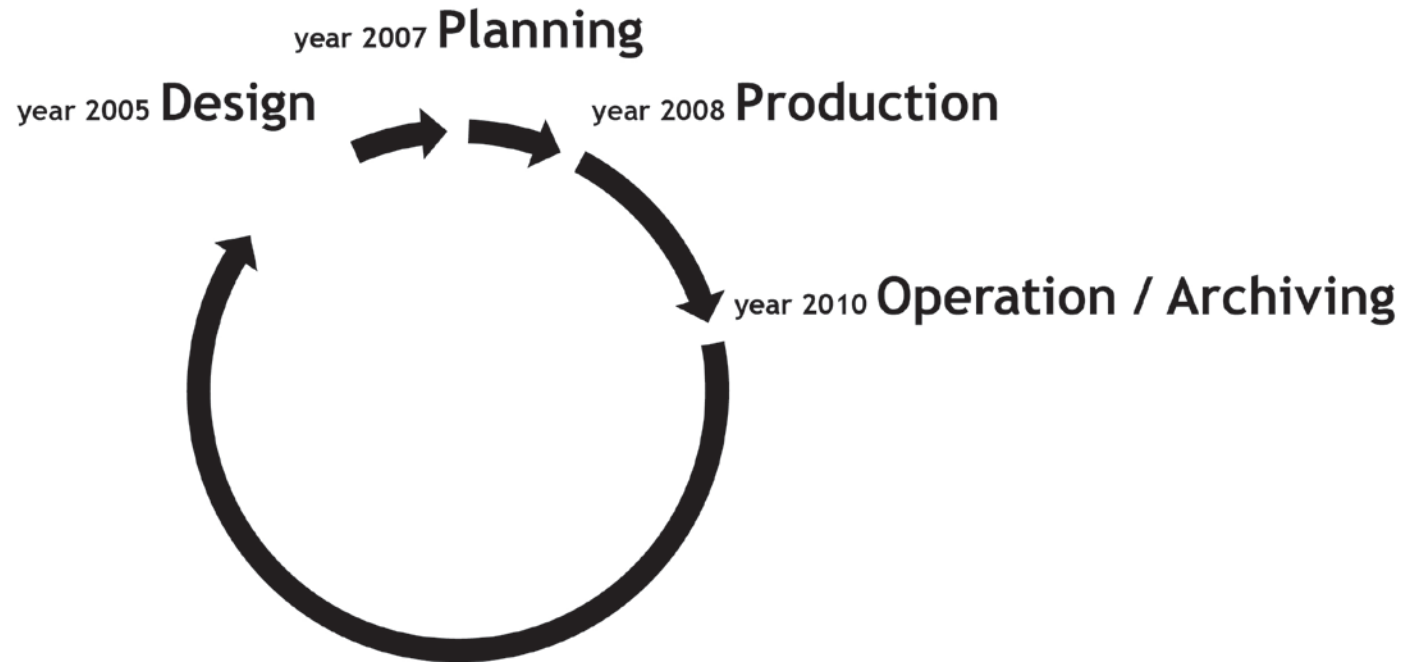 year 2007 Planning
year 2005 Design
year 2008 Production
year 2010 Operation / Archiving